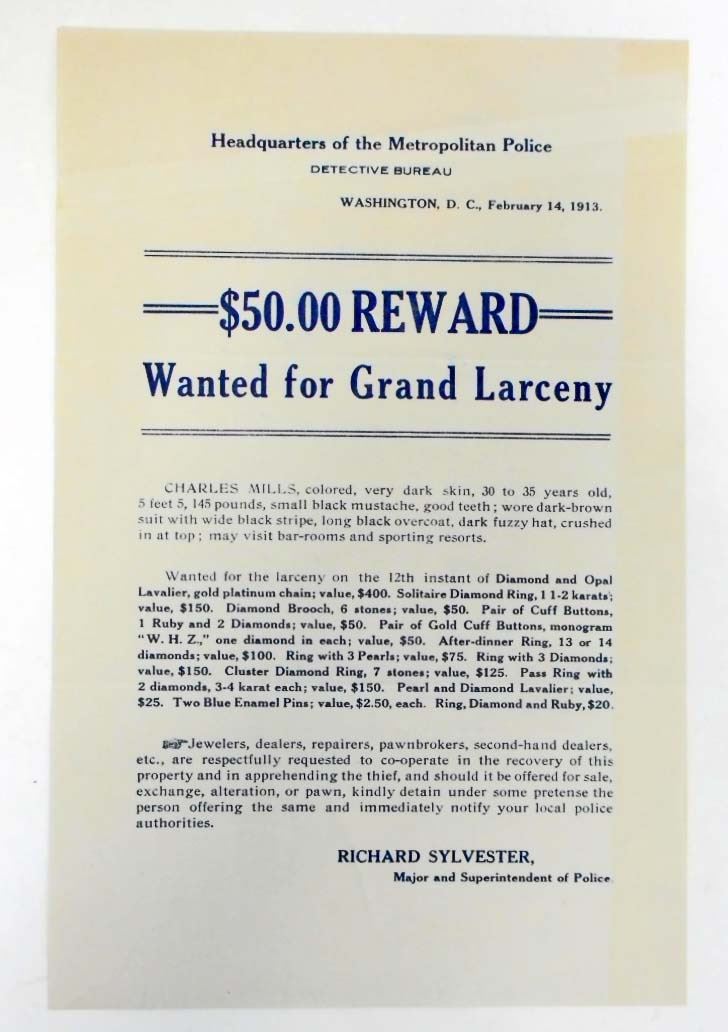 Headquarters of the Metropolitan Police
DETECTIVE BUREAU
WASHINGTON, D. C., February 14, 1913.
$50.00 REWARD
Wanted for Grand Larceny
CHARLES MILLS, colored, very dark skin, 30 to 35 years old,
5 feet 5, 145 pounds, small black mustache, good teeth; wore dark-brown
suit with wide black stripe, long black overcoat, dark fuzzy hat, crushed
in at top; may visit bar-rooms and sporting resorts.
Wanted for the larceny on the 12th instant of Diamond and Opal
Lavalier, gold platinum chain; value, $400. Solitaire Diamond Ring, 1 1-2 karats;
value, $150. Diamond Brooch, 6 stones; value, $50. Pair of Cuff Buttons,
1 Ruby and 2 Diamonds; value, $50. Pair of Gold Cuff Buttons, monogram
"W. H. Z.," one diamond in each; value, $50. After-dinner Ring, 13 or 14
diamonds; value, $100. Ring with 3 Pearls; value, $75. Ring with 3 Diamonds;
value, $150. Cluster Diamond Ring, 7 stones; value, $125. Pass Ring with
2 diamonds, 3-4 karat each; value, $150. Pearl and Diamond Lavalier; value,
$25. Two Blue Enamel Pins; value, $2.50, each. Ring, Diamond and Ruby, $20.
☞Jewelers, dealers, repairers, pawnbrokers, second-hand dealers,
etc., are respectfully requested to co-operate in the recovery of this
property and in apprehending the thief, and should it be offered for sale,
exchange, alteration, or pawn, kindly detain under some pretense the
person offering the same and immediately notify your local police
authorities.
RICHARD SYLVESTER,
Major and Superintendent of Police.